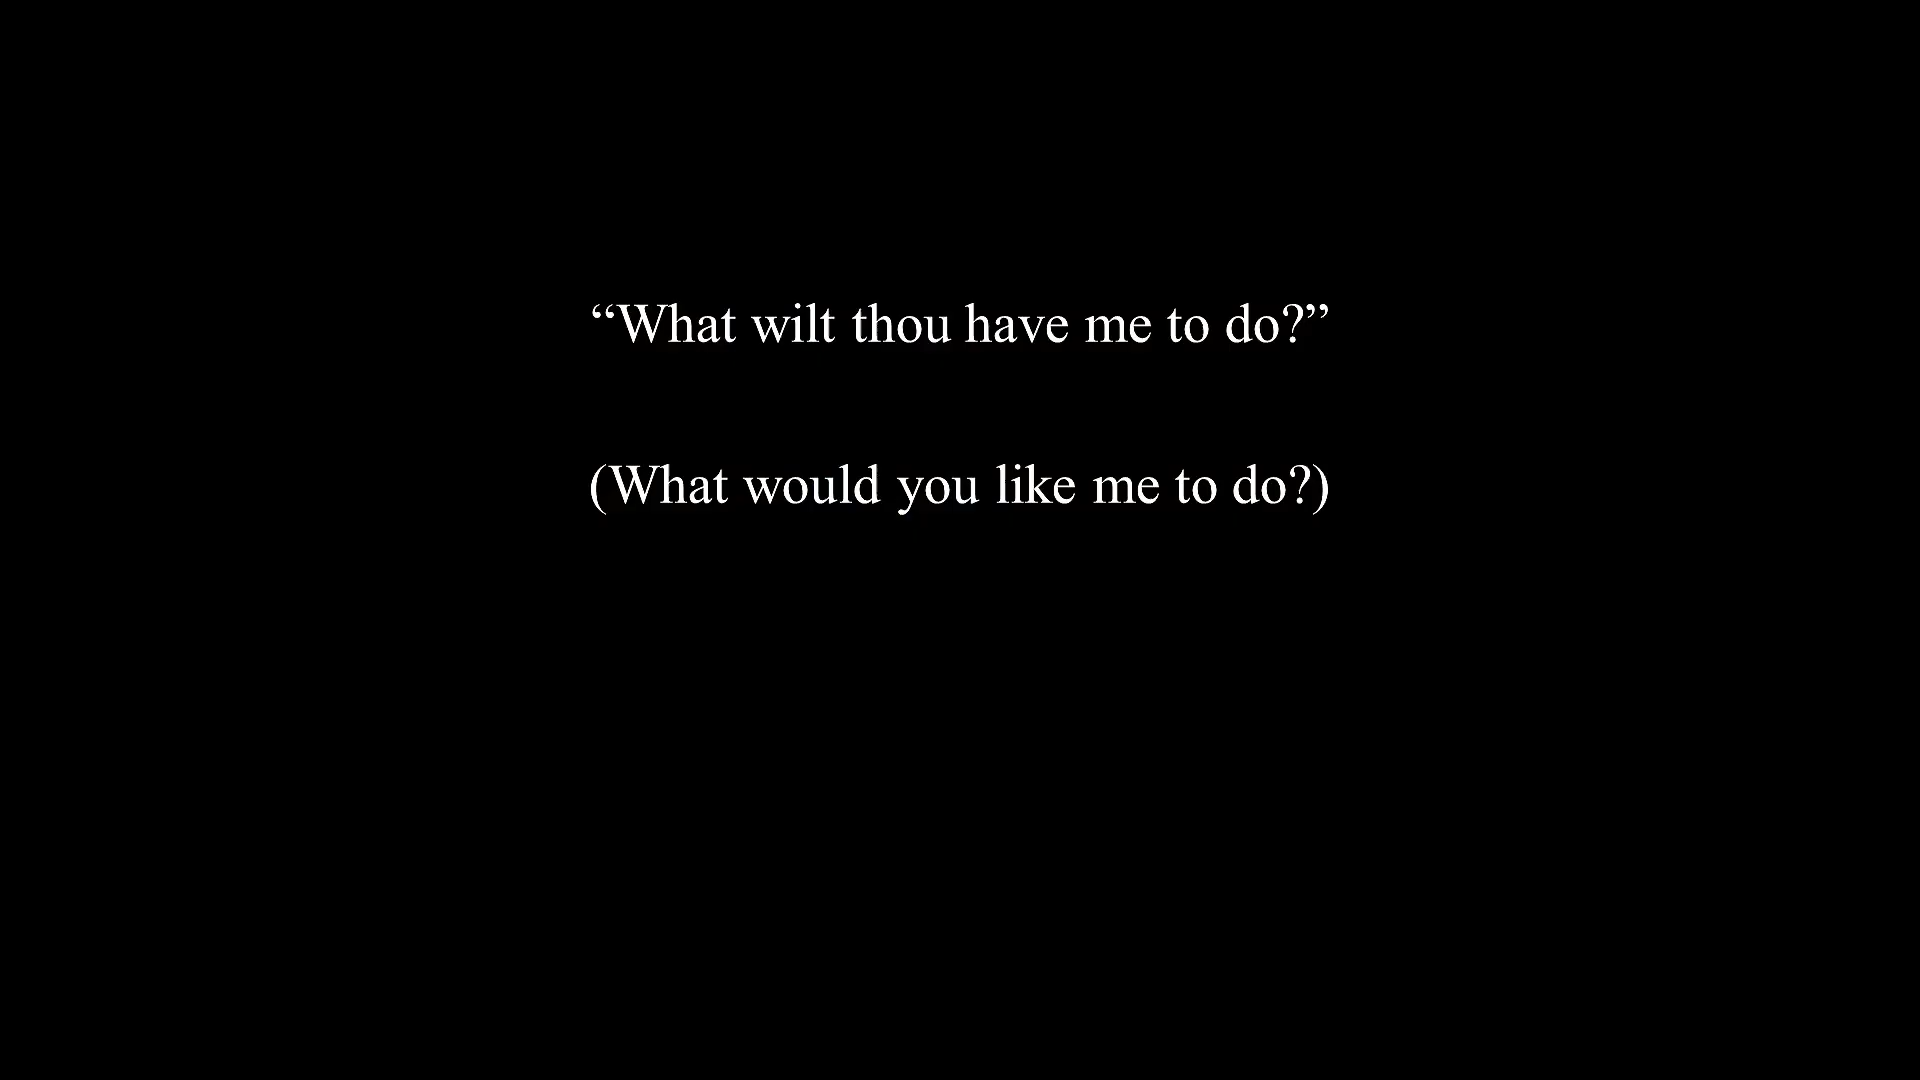 “What wilt thou have me to do?”
(What would you like me to do?)